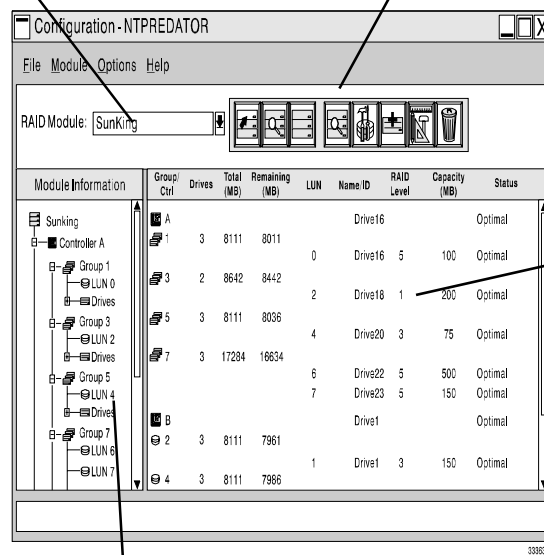 Configuration - NTPREDATOR
File Module Options Help
RAID Module: SunKing
Module Information
Sunking
Controller A
Group 1
LUN 0
Drives
Group 3
LUN 2
Drives
Group 5
LUN 4
Drives
Group 7
LUN 6
LUN 7
Group/ Ctrl Drives Total (MB) Remaining (MB) LUN Name/ID RAID Level Capacity (MB) Status
A Drive16 Optimal
1 3 8111 8011
0 Drive16 5 100 Optimal
3 2 8642 8442
2 Drive18 1 200 Optimal
5 3 8111 8036
4 Drive20 3 75 Optimal
7 3 17284 16634
6 Drive22 5 500 Optimal
7 Drive23 5 150 Optimal
B Drive1 Optimal
2 3 8111 7961
1 Drive1 3 150 Optimal
4 3 8111 7986